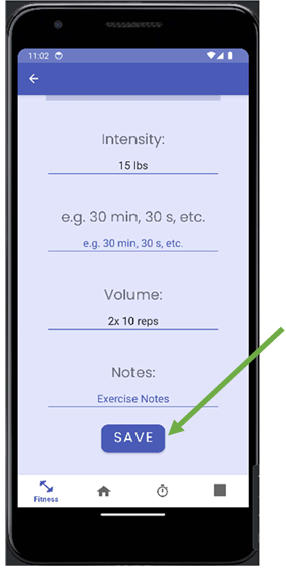 11:02
Intensity:
15 lbs
e.g. 30 min, 30 s, etc.
e.g. 30 min, 30 s, etc.
Volume:
2x 10 reps
Notes:
Exercise Notes
SAVE
Fitness